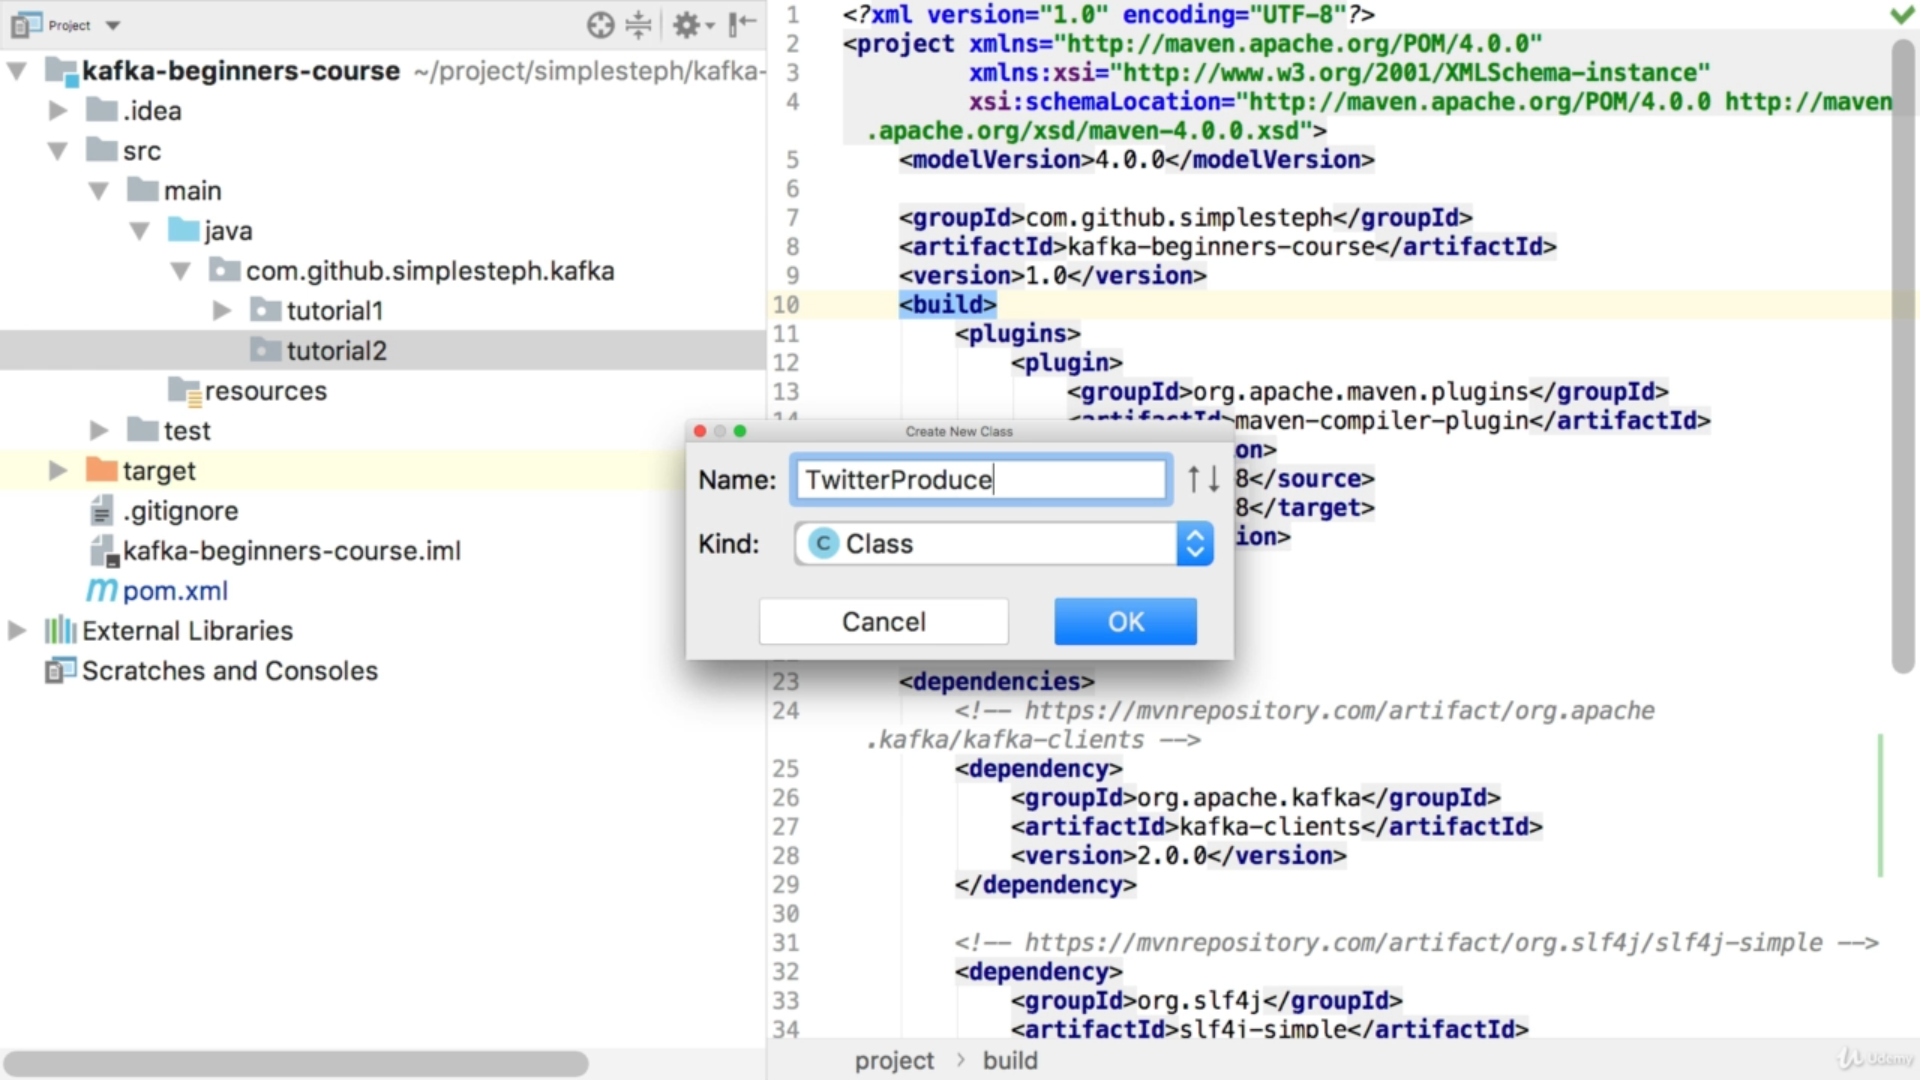 Project
kafka-beginners-course ~/project/simplesteph/kafka-
.idea
src
main
java
com.github.simplesteph.kafka
tutorial1
tutorial2
resources
test
target
.gitignore
kafka-beginners-course.iml
pom.xml
External Libraries
Scratches and Consoles
1 <?xml version="1.0" encoding="UTF-8"?>
2 <project xmlns="http://maven.apache.org/POM/4.0.0"
3 xmlns:xsi="http://www.w3.org/2001/XMLSchema-instance"
4 xsi:schemaLocation="http://maven.apache.org/POM/4.0.0 http://maven
.apache.org/xsd/maven-4.0.0.xsd">
5 <modelVersion>4.0.0</modelVersion>
6
7 <groupId>com.github.simplesteph</groupId>
8 <artifactId>kafka-beginners-course</artifactId>
9 <version>1.0</version>
10 <build>
11 <plugins>
12 <plugin>
13 <groupId>org.apache.maven.plugins</groupId>
14 <artifactId>maven-compiler-plugin</artifactId>
on>
8</source>
8</target>
ion>
Create New Class
Name: TwitterProduce
Kind: C Class
Cancel OK
23 <dependencies>
24 <!-- https://mvnrepository.com/artifact/org.apache
.kafka/kafka-clients -->
25 <dependency>
26 <groupId>org.apache.kafka</groupId>
27 <artifactId>kafka-clients</artifactId>
28 <version>2.0.0</version>
29 </dependency>
30
31 <!-- https://mvnrepository.com/artifact/org.slf4j/slf4j-simple -->
32 <dependency>
33 <groupId>org.slf4j</groupId>
34 <artifactId>slf4j-simple</artifactId>
project > build
Udemy